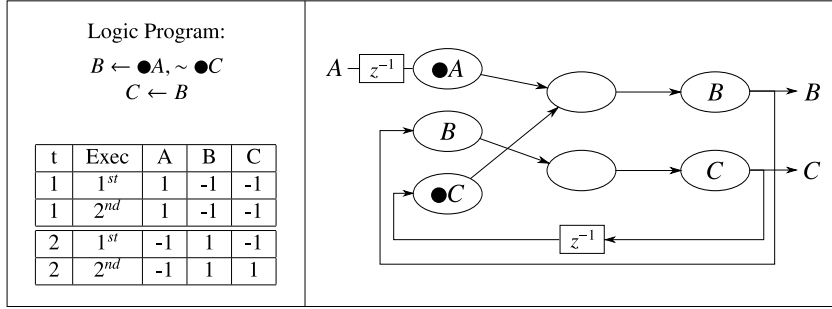 Logic Program:
B ← ●A, ~ ●C
C ← B
t Exec A B C
1 1st 1 -1 -1
1 2nd 1 -1 -1
2 1st -1 1 -1
2 2nd -1 1 1
A z⁻¹ ●A B B
B C C
●C
z⁻¹